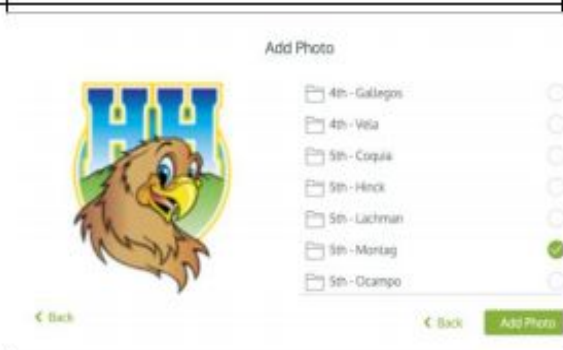 Add Photo
HH
4th - Gallegos
4th - Vela
5th - Coquia
5th - Hinck
5th - Lachman
5th - Montag
5th - Ocampo
< Back
< Back
Add Photo